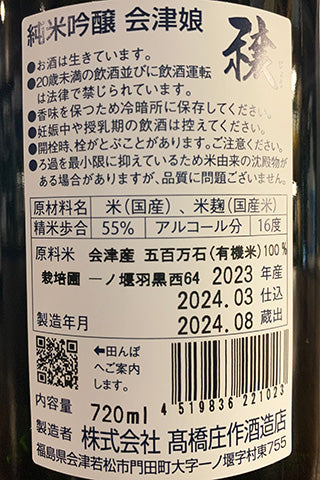 純米吟醸 会津娘 穣
●お酒は生きています。
●20歳未満の飲酒並びに飲酒運転
は法律で禁じられています。
●香味を保つため冷暗所に保存してください。
●妊娠中や授乳期の飲酒は控えてください。
●開栓時、栓がとぶことがあります。ご注意ください。
●ろ過を最小限に抑えているため米由来の沈殿物が
ある場合がありますが、品質に問題ございません。
原材料名 米(国産)、米麹(国産米)
精米歩合 55% アルコール分 16度
原料米 会津産 五百万石(有機米)100%
栽培圃 一ノ堰羽黒西64 2023年産
2024.03 仕込
製造年月 2024.08 蔵出
←田んぼ
へご案内
します。
4 519836 221023
内容量 720ml
製造者 株式会社 髙橋庄作酒造店
福島県会津若松市門田町大字一ノ堰字村東755